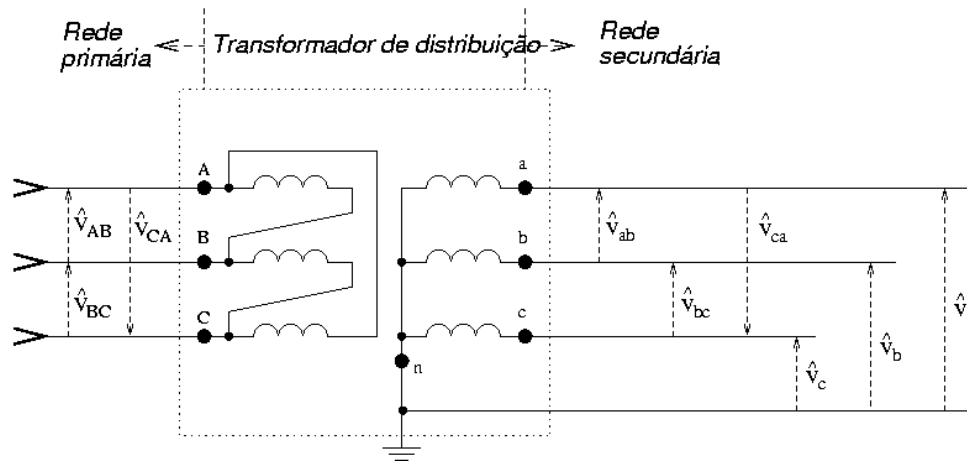 Rede
primária
Transformador de distribuição
Rede
secundária
A
a
v̂AB
v̂CA
v̂ab
v̂ca
B
b
v̂BC
v̂bc
v̂
v̂b
C
c
v̂c
n